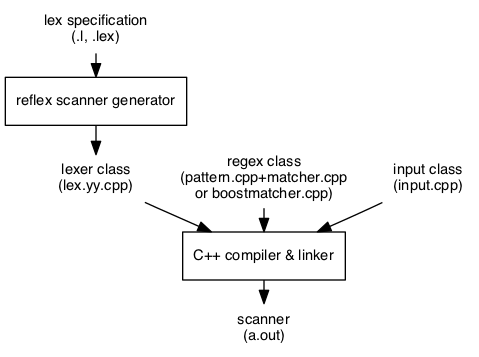 lex specification
(.l, .lex)
reflex scanner generator
lexer class
(lex.yy.cpp)
regex class
(pattern.cpp+matcher.cpp
or boostmatcher.cpp)
input class
(input.cpp)
C++ compiler & linker
scanner
(a.out)